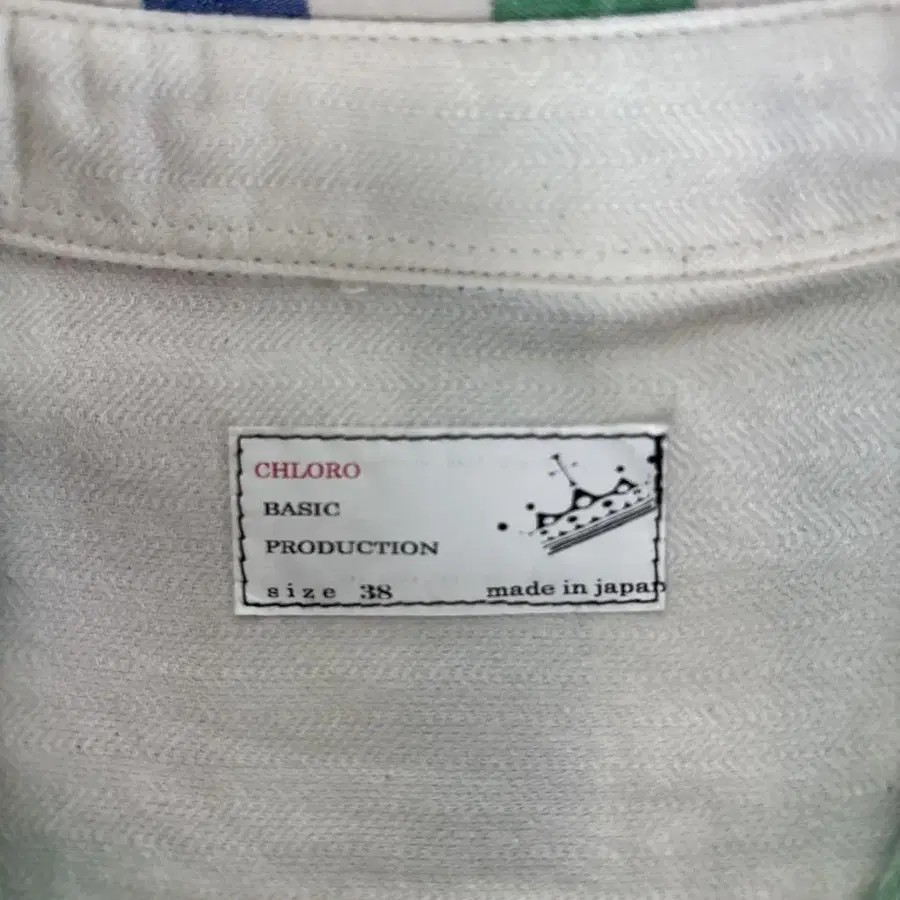 CHLORO
BASIC
PRODUCTION
size 38
made in japan